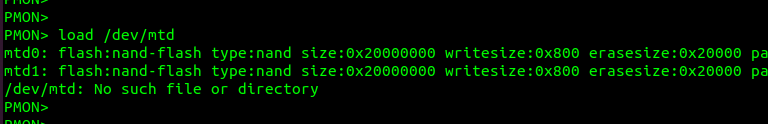 PMON>
PMON>
PMON> load /dev/mtd
mtd0: flash:nand-flash type:nand size:0x20000000 writesize:0x800 erasesize:0x20000 pa
mtd1: flash:nand-flash type:nand size:0x20000000 writesize:0x800 erasesize:0x20000 pa
/dev/mtd: No such file or directory
PMON>
PMON>